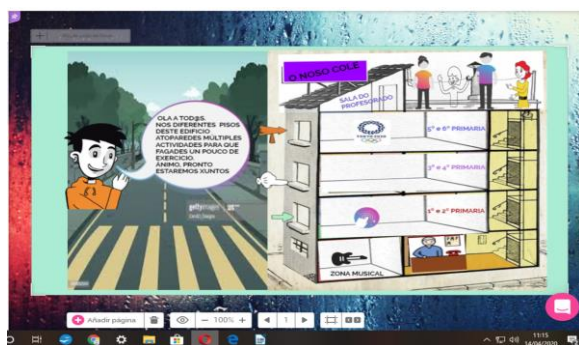 OLA A TOD@S.
NOS DIFERENTES PISOS
DESTE EDIFICIO
ATOPAREDES MÚLTIPLES
ACTIVIDADES PARA QUE
FAGADES UN POUCO DE
EXERCICIO.
ÁNIMO, PRONTO
ESTAREMOS XUNTOS
gettyimages
O NOSO COLE
SALA DO
PROFESORADO
5º e 6º PRIMARIA
3º e 4º PRIMARIA
1º e 2º PRIMARIA
ZONA MUSICAL
Añadir página
100%
1
11:15
14/04/2020